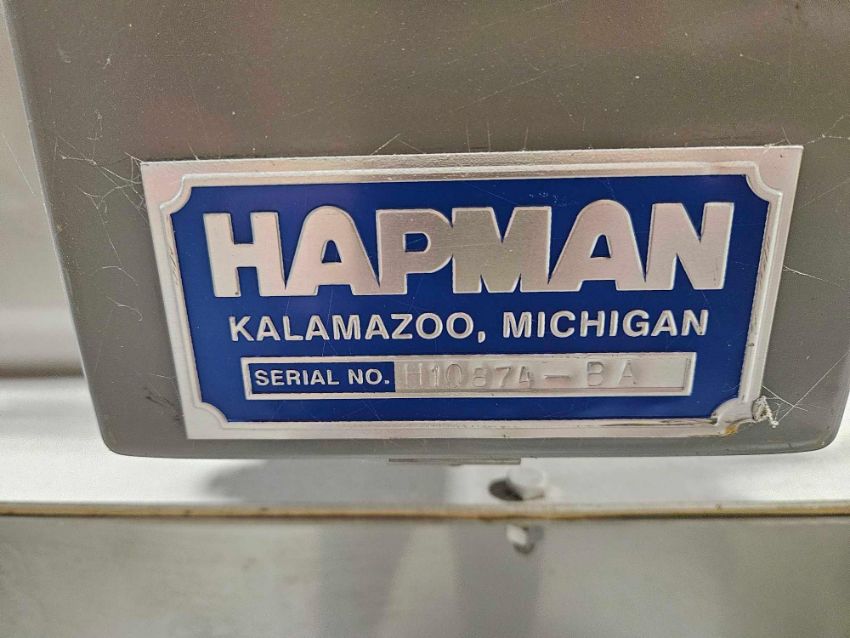 HAPMAN
KALAMAZOO, MICHIGAN
SERIAL NO. H10874-BA